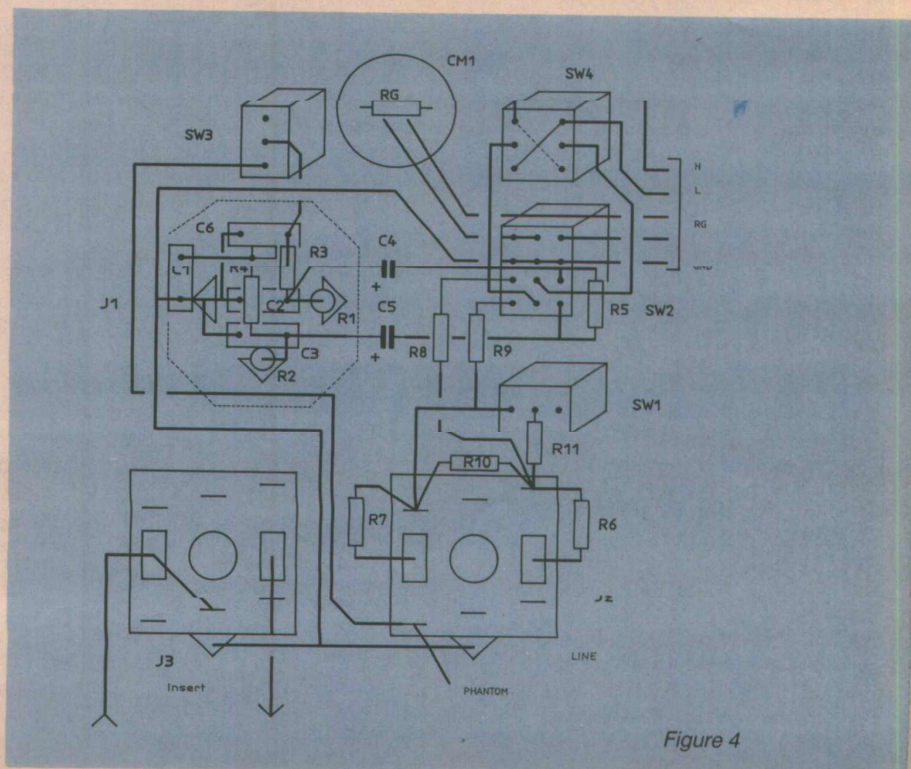 CM1
SW4
RG
SW3
H
L
RG
C6
R3
C4
J1
C2
+
R1
C5
R5
SW2
C3
R8
R9
+
R2
SW1
R11
R10
R7
R6
J3
LINE
Insert
PHANTOM
Figure 4